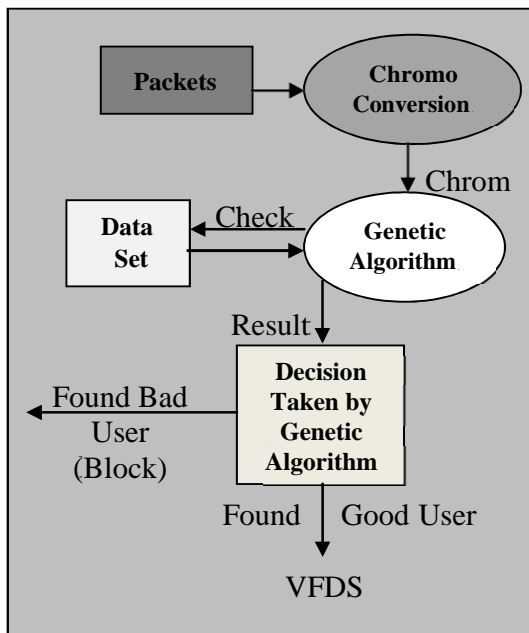 Packets
Chromo
Conversion
Chrom
Data
Set
Check
Genetic
Algorithm
Result
Decision
Taken by
Genetic
Algorithm
Found Bad
User
(Block)
Found Good User
VFDS